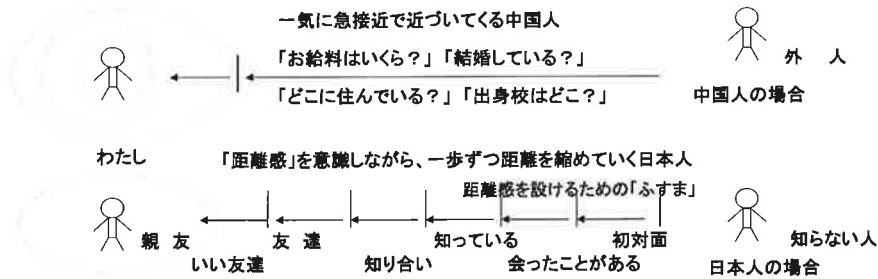 一気に急接近で近づいてくる中国人
「お給料はいくら？」「結婚している？」
外　人
「どこに住んでいる？」「出身校はどこ？」
中国人の場合
わたし
「距離感」を意識しながら、一歩ずつ距離を縮めていく日本人
距離感を設けるための「ふすま」
親　友
友　達
知っている
初対面
知らない人
いい友達
知り合い
会ったことがある
日本人の場合